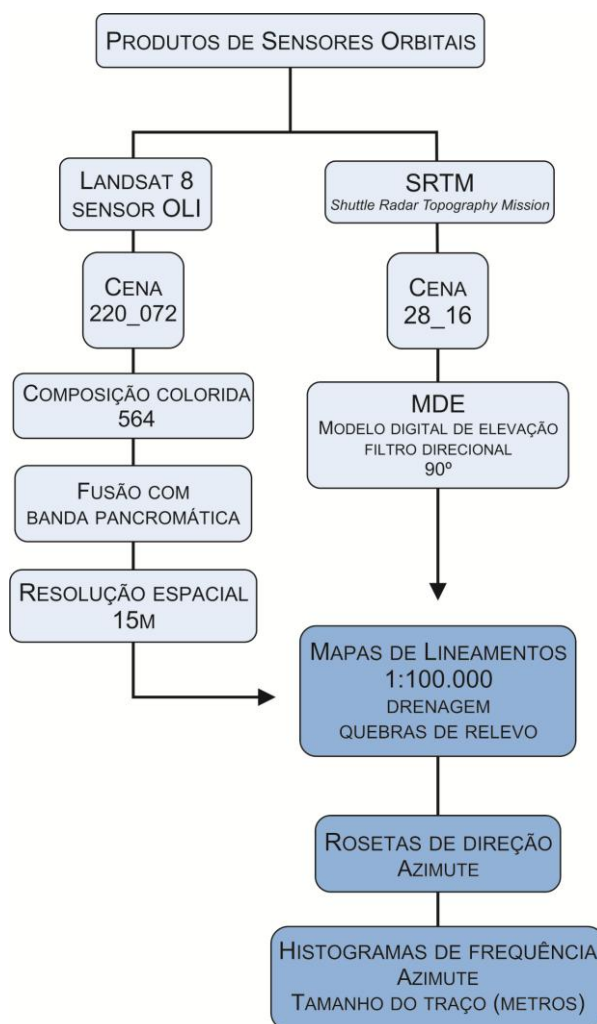 PRODUTOS DE SENSORES ORBITAIS
LANDSAT 8
SENSOR OLI
CENA
220_072
COMPOSIÇÃO COLORIDA
564
FUSÃO COM
BANDA PANCROMÁTICA
RESOLUÇÃO ESPACIAL
15M
SRTM
Shuttle Radar Topography Mission
CENA
28_16
MDE
MODELO DIGITAL DE ELEVAÇÃO
FILTRO DIRECIONAL
90º
MAPAS DE LINEAMENTOS
1:100.000
DRENAGEM
QUEBRAS DE RELEVO
ROSETAS DE DIREÇÃO
AZIMUTE
HISTOGRAMAS DE FREQUÊNCIA
AZIMUTE
TAMANHO DO TRAÇO (METROS)